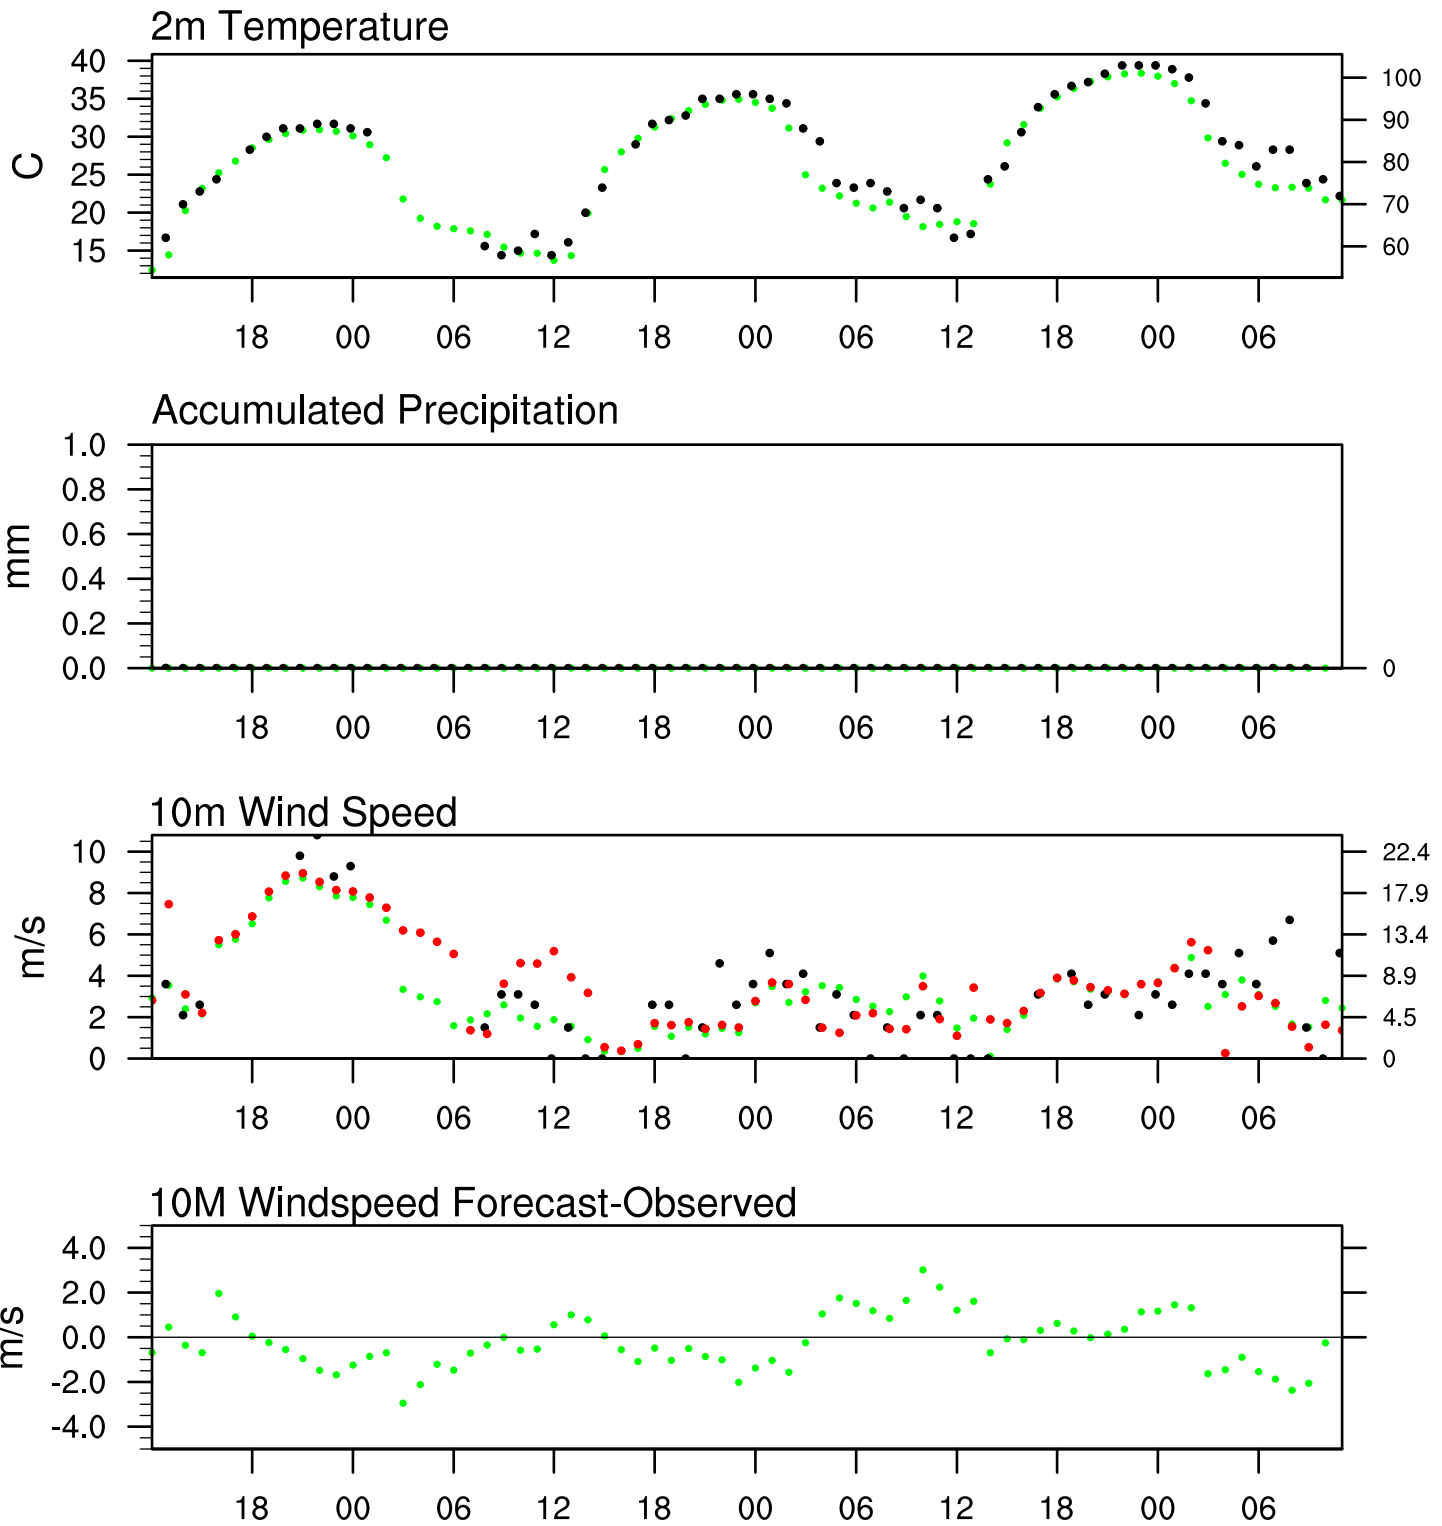 2m Temperature
40
35
30
25
20
15
C
100
90
80
70
60
18 00 06 12 18 00 06 12 18 00 06
Accumulated Precipitation
1.0
0.8
0.6
0.4
0.2
0.0
mm
0
18 00 06 12 18 00 06 12 18 00 06
10m Wind Speed
10
8
6
4
2
0
m/s
22.4
17.9
13.4
8.9
4.5
0
18 00 06 12 18 00 06 12 18 00 06
10M Windspeed Forecast-Observed
4.0
2.0
0.0
-2.0
-4.0
m/s
18 00 06 12 18 00 06 12 18 00 06